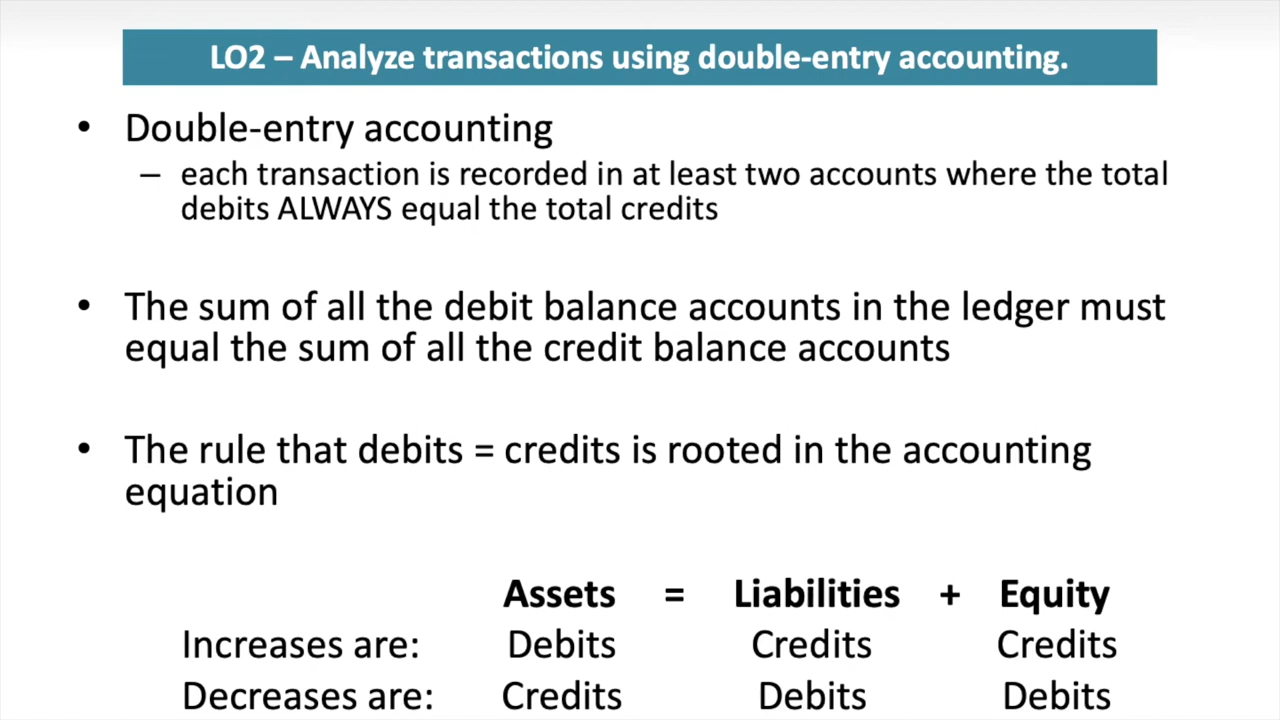 LO2 – Analyze transactions using double-entry accounting.
• Double-entry accounting
– each transaction is recorded in at least two accounts where the total
debits ALWAYS equal the total credits
• The sum of all the debit balance accounts in the ledger must
equal the sum of all the credit balance accounts
• The rule that debits = credits is rooted in the accounting
equation
Assets = Liabilities + Equity
Increases are: Debits Credits Credits
Decreases are: Credits Debits Debits